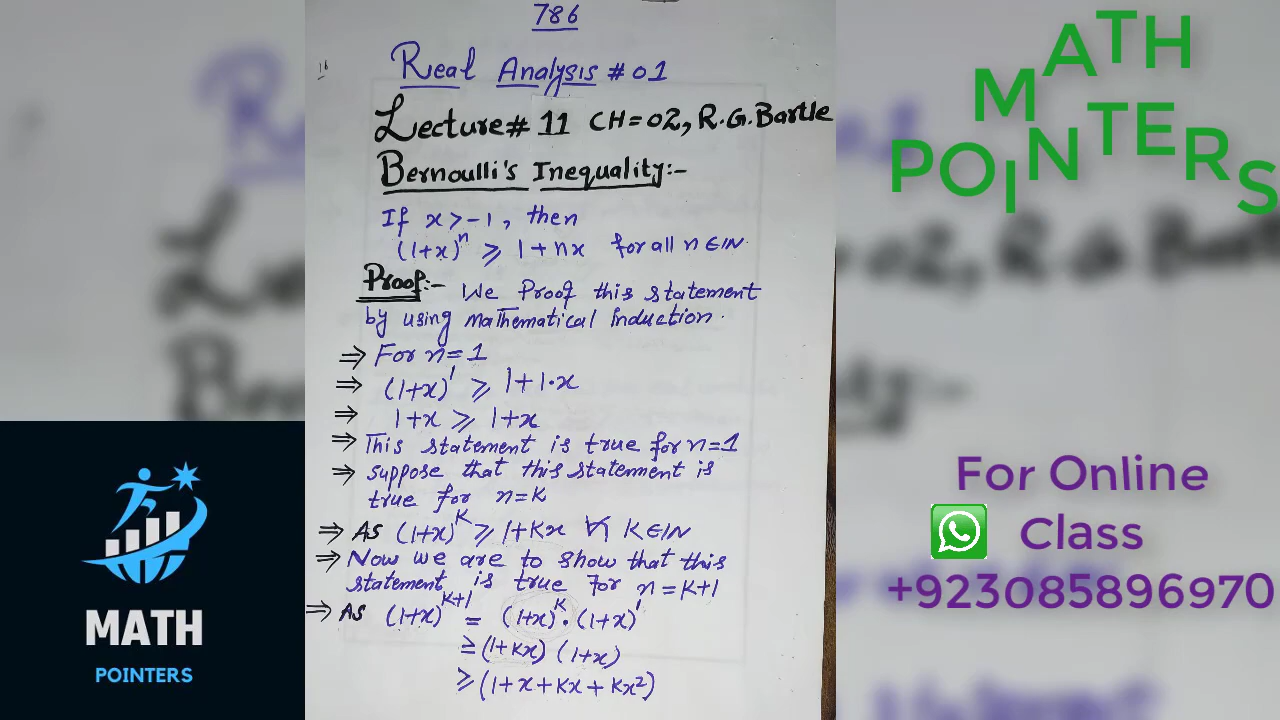 786
16
Real Analysis # 01
Lecture# 11 CH=02, R.G.Bartle
Bernoulli's Inequality:-
If x>-1, then
(1+x)^n ⩾ 1+nx for all n∈IN.
Proof:- We Proof this statement
by using Mathematical Induction.
⇒ For n=1
⇒ (1+x)^1 ⩾ 1+1·x
⇒ 1+x ⩾ 1+x
⇒ This statement is true for n=1
⇒ suppose that this statement is
true for n=K
⇒ As (1+x)^K ⩾ 1+Kx ∀ K∈IN
⇒ Now we are to show that this
statement is true for n=K+1
⇒ As (1+x)^K+1 = (1+x)^K · (1+x)^1
≥ (1+Kx) (1+x)
⩾ (1+x+Kx+Kx²)
MATH
POINTERS
For Online
Class
+923085896970
MATH
POINTERS